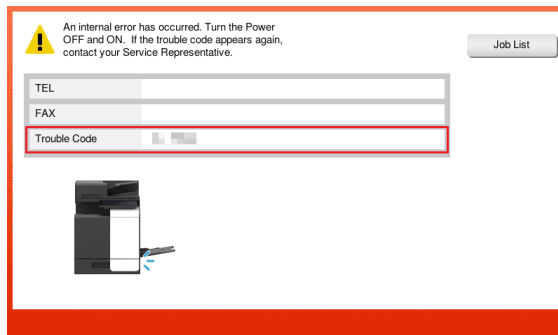 An internal error has occurred. Turn the Power
OFF and ON.  If the trouble code appears again,
contact your Service Representative.
Job List
TEL
FAX
Trouble Code